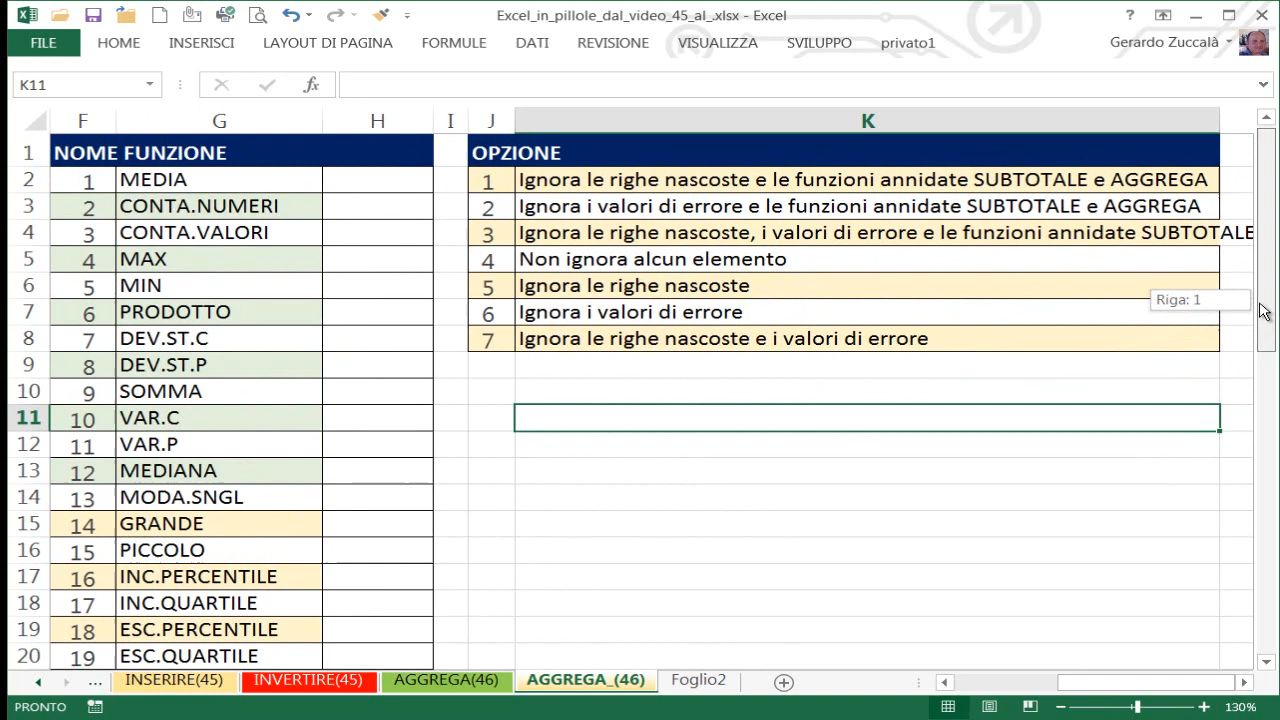 Excel_in_pillole_dal_video_45_al_.xlsx - Excel
?
FILE HOME INSERISCI LAYOUT DI PAGINA FORMULE DATI REVISIONE VISUALIZZA SVILUPPO privato1 Gerardo Zuccalà
K11 fx
F G H I J K
1 NOME FUNZIONE OPZIONE
2 1 MEDIA 1 Ignora le righe nascoste e le funzioni annidate SUBTOTALE e AGGREGA
3 2 CONTA.NUMERI 2 Ignora i valori di errore e le funzioni annidate SUBTOTALE e AGGREGA
4 3 CONTA.VALORI 3 Ignora le righe nascoste, i valori di errore e le funzioni annidate SUBTOTALE
5 4 MAX 4 Non ignora alcun elemento
6 5 MIN 5 Ignora le righe nascoste
Riga: 1
7 6 PRODOTTO 6 Ignora i valori di errore
8 7 DEV.ST.C 7 Ignora le righe nascoste e i valori di errore
9 8 DEV.ST.P
10 9 SOMMA
11 10 VAR.C
12 11 VAR.P
13 12 MEDIANA
14 13 MODA.SNGL
15 14 GRANDE
16 15 PICCOLO
17 16 INC.PERCENTILE
18 17 INC.QUARTILE
19 18 ESC.PERCENTILE
20 19 ESC.QUARTILE
... INSERIRE(45) INVERTIRE(45) AGGREGA(46) AGGREGA_(46) Foglio2
PRONTO 130%